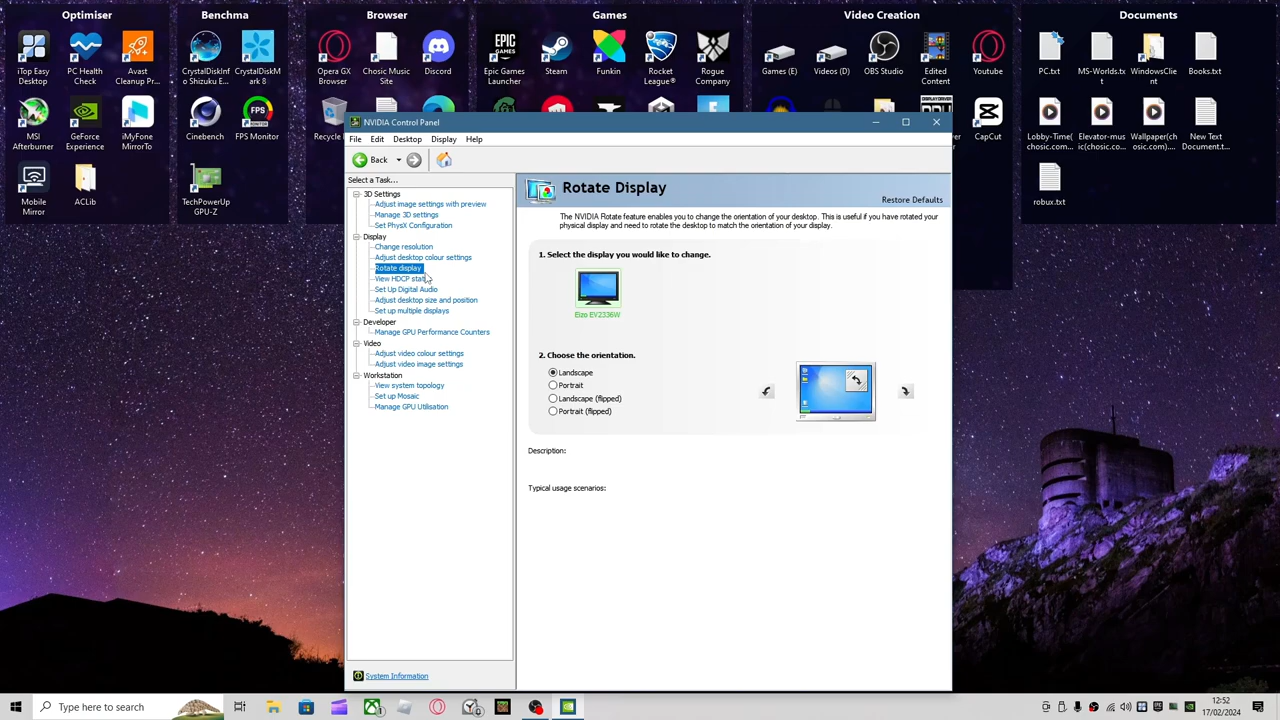 Optimiser
Benchma
Browser
Games
Video Creation
Documents
iTop Easy Desktop
PC Health Check
Avast Cleanup Pr...
CrystalDiskInfo Shizuku E...
CrystalDiskMark 8
Opera GX Browser
Chosic Music Site
Discord
Epic Games Launcher
Steam
Funkin
Rocket League®
Rogue Company
Games (E)
Videos (D)
OBS Studio
Edited Content
Youtube
PC.txt
MS-Worlds.txt
WindowsClient
Books.txt
MSI Afterburner
GeForce Experience
iMyFone MirrorTo
Cinebench
FPS Monitor
Recycle
CapCut
Lobby-Time(chosic.com...
Elevator-music(chosic.com...
Wallpaper(chosic.com)....
New Text Document.t...
Mobile Mirror
ACLib
TechPowerUp GPU-Z
robux.txt
NVIDIA Control Panel
File Edit Desktop Display Help
Back
Select a Task...
3D Settings
Adjust image settings with preview
Manage 3D settings
Set PhysX Configuration
Display
Change resolution
Adjust desktop colour settings
Rotate display
View HDCP
Set Up Digital Audio
Adjust desktop size and position
Set up multiple displays
Developer
Manage GPU Performance Counters
Video
Adjust video colour settings
Adjust video image settings
Workstation
View system topology
Set up Mosaic
Manage GPU Utilisation
System Information
Rotate Display
Restore Defaults
The NVIDIA Rotate feature enables you to change the orientation of your desktop. This is useful if you have rotated your
physical display and need to rotate the desktop to match the orientation of your display.
1. Select the display you would like to change.
Eizo EV2336W
2. Choose the orientation.
Landscape
Portrait
Landscape (flipped)
Portrait (flipped)
Description:
Typical usage scenarios:
Type here to search
12:52
17/02/2024